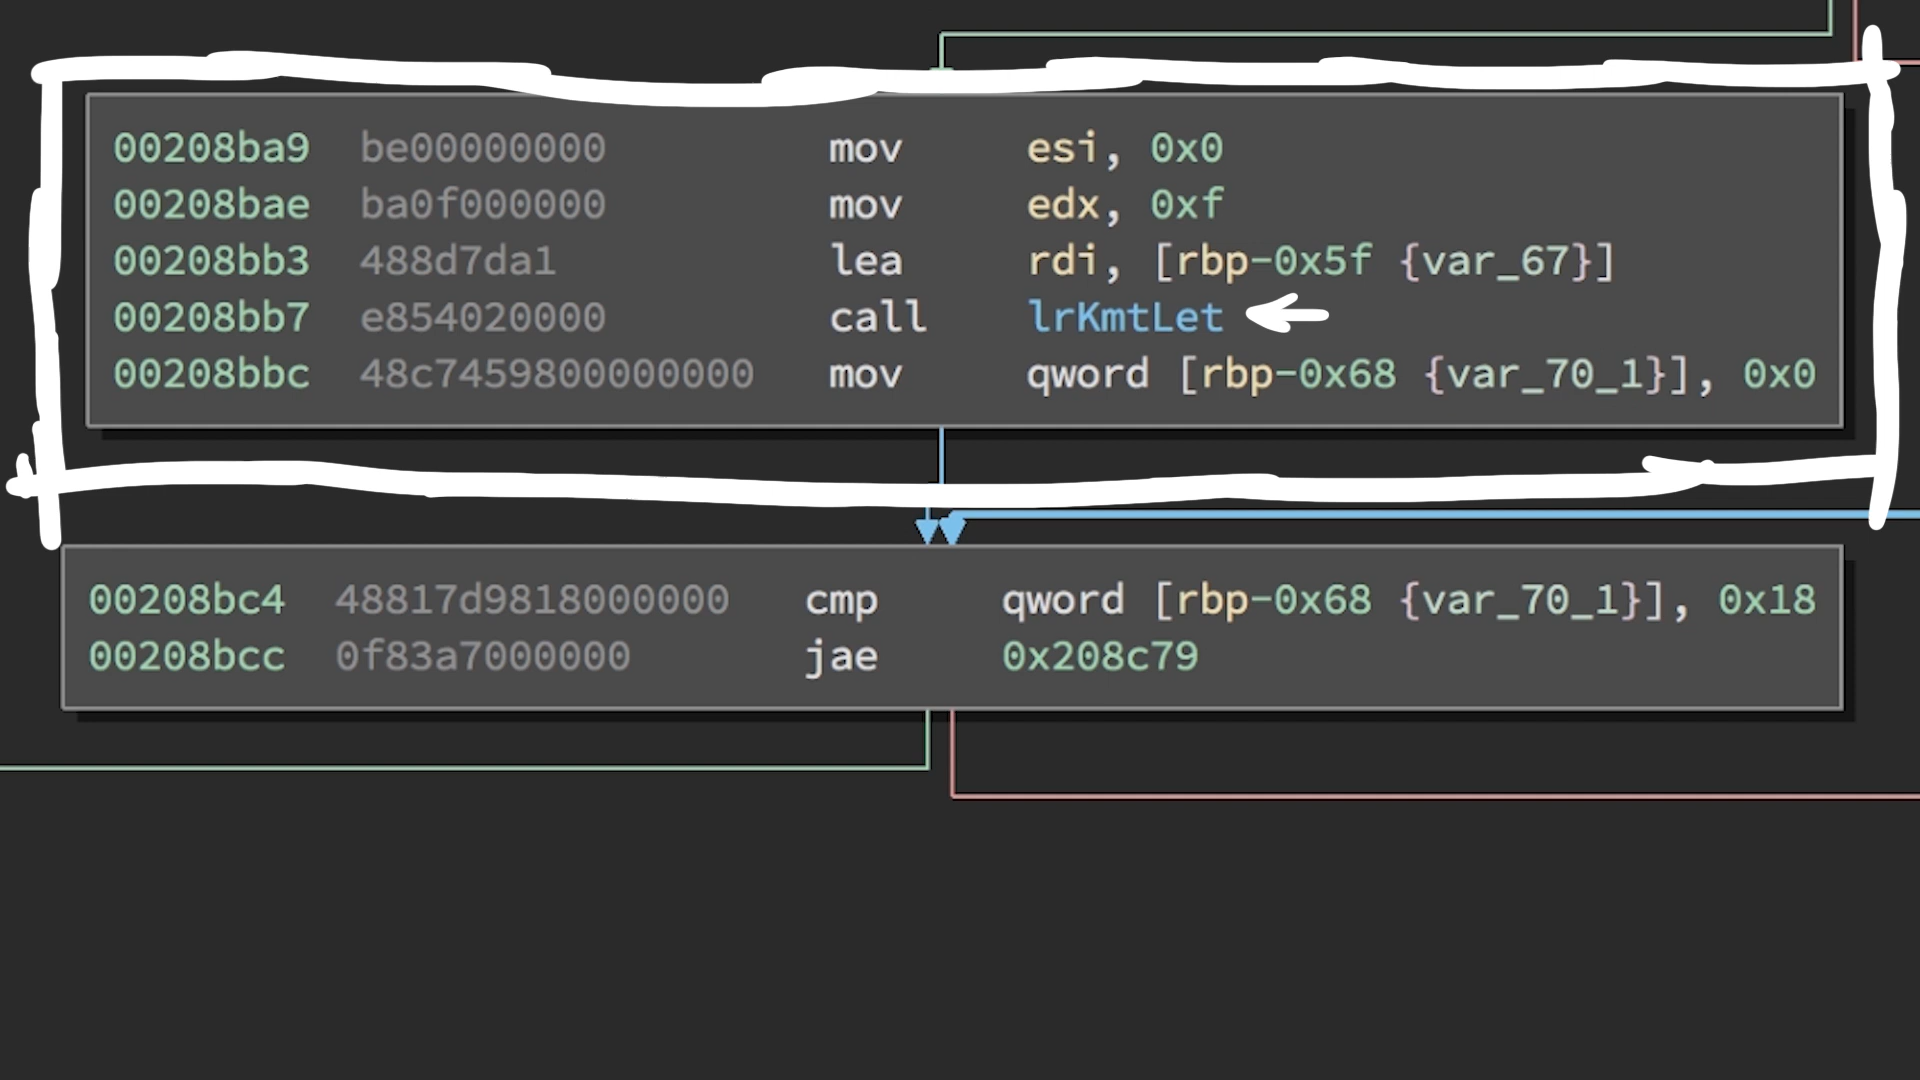 00208ba9 be00000000 mov esi, 0x0
00208bae ba0f000000 mov edx, 0xf
00208bb3 488d7da1 lea rdi, [rbp-0x5f {var_67}]
00208bb7 e854020000 call lrKmtLet
00208bbc 48c7459800000000 mov qword [rbp-0x68 {var_70_1}], 0x0
00208bc4 48817d9818000000 cmp qword [rbp-0x68 {var_70_1}], 0x18
00208bcc 0f83a7000000 jae 0x208c79